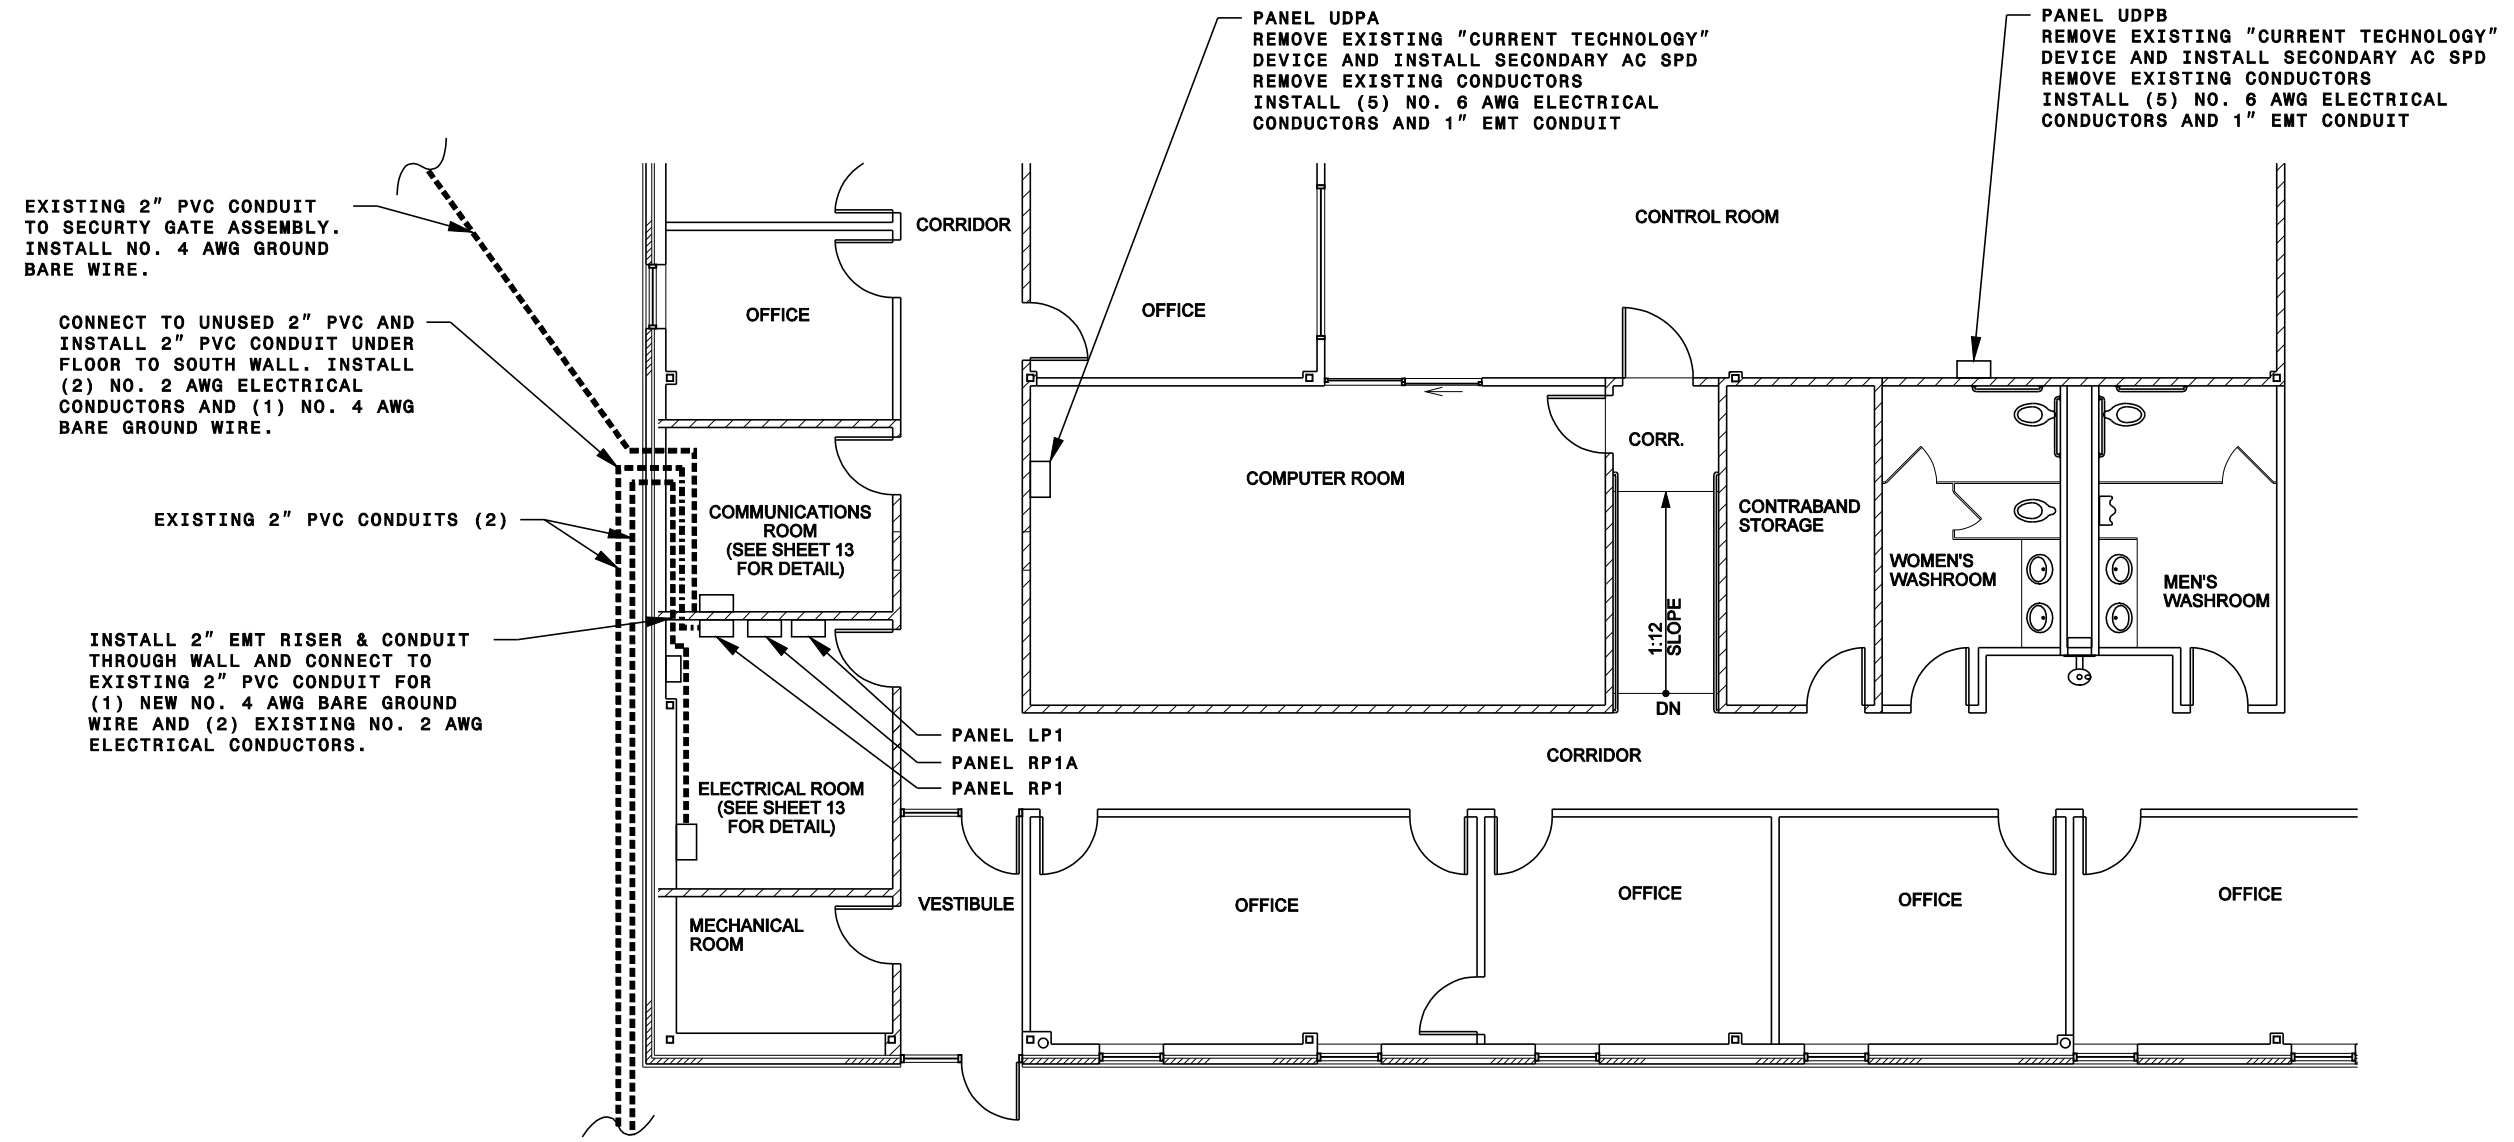 PANEL UDPA
REMOVE EXISTING "CURRENT TECHNOLOGY"
DEVICE AND INSTALL SECONDARY AC SPD
REMOVE EXISTING CONDUCTORS
INSTALL (5) NO. 6 AWG ELECTRICAL
CONDUCTORS AND 1" EMT CONDUIT
PANEL UDPB
REMOVE EXISTING "CURRENT TECHNOLOGY"
DEVICE AND INSTALL SECONDARY AC SPD
REMOVE EXISTING CONDUCTORS
INSTALL (5) NO. 6 AWG ELECTRICAL
CONDUCTORS AND 1" EMT CONDUIT
EXISTING 2" PVC CONDUIT
TO SECURTY GATE ASSEMBLY.
INSTALL NO. 4 AWG GROUND
BARE WIRE.
CORRIDOR
CONTROL ROOM
OFFICE
OFFICE
CONNECT TO UNUSED 2" PVC AND
INSTALL 2" PVC CONDUIT UNDER
FLOOR TO SOUTH WALL. INSTALL
(2) NO. 2 AWG ELECTRICAL
CONDUCTORS AND (1) NO. 4 AWG
BARE GROUND WIRE.
CORR.
COMPUTER ROOM
EXISTING 2" PVC CONDUITS (2)
COMMUNICATIONS
ROOM
(SEE SHEET 13
FOR DETAIL)
CONTRABAND
STORAGE
WOMEN'S
WASHROOM
MEN'S
WASHROOM
1:12
SLOPE
DN
INSTALL 2" EMT RISER & CONDUIT
THROUGH WALL AND CONNECT TO
EXISTING 2" PVC CONDUIT FOR
(1) NEW NO. 4 AWG BARE GROUND
WIRE AND (2) EXISTING NO. 2 AWG
ELECTRICAL CONDUCTORS.
PANEL LP1
PANEL RP1A
PANEL RP1
CORRIDOR
ELECTRICAL ROOM
(SEE SHEET 13
FOR DETAIL)
MECHANICAL
ROOM
VESTIBULE
OFFICE
OFFICE
OFFICE
OFFICE